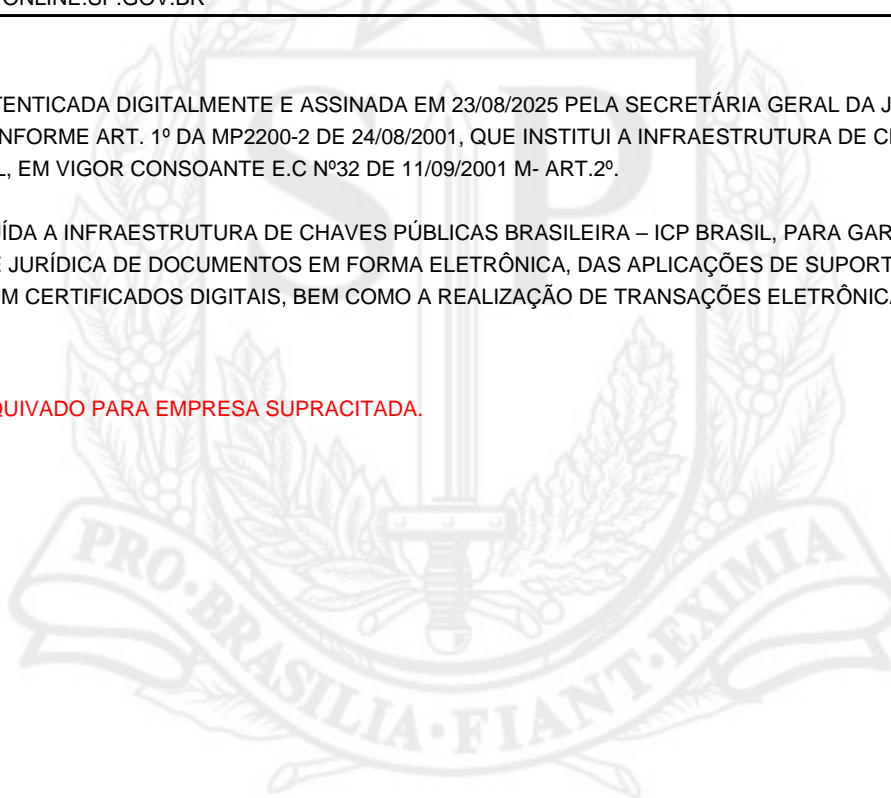 ONLINE.SP.GOV.BR
TENTICADA DIGITALMENTE E ASSINADA EM 23/08/2025 PELA SECRETÁRIA GERAL DA J
NFORME ART. 1º DA MP2200-2 DE 24/08/2001, QUE INSTITUI A INFRAESTRUTURA DE C
L, EM VIGOR CONSOANTE E.C Nº32 DE 11/09/2001 M- ART.2º.
ÍDA A INFRAESTRUTURA DE CHAVES PÚBLICAS BRASILEIRA – ICP BRASIL, PARA GAR
E JURÍDICA DE DOCUMENTOS EM FORMA ELETRÔNICA, DAS APLICAÇÕES DE SUPORT
M CERTIFICADOS DIGITAIS, BEM COMO A REALIZAÇÃO DE TRANSAÇÕES ELETRÔNICA
QUIVADO PARA EMPRESA SUPRACITADA.
SP
PRO·BRASILIA·FIANT·EXIMIA